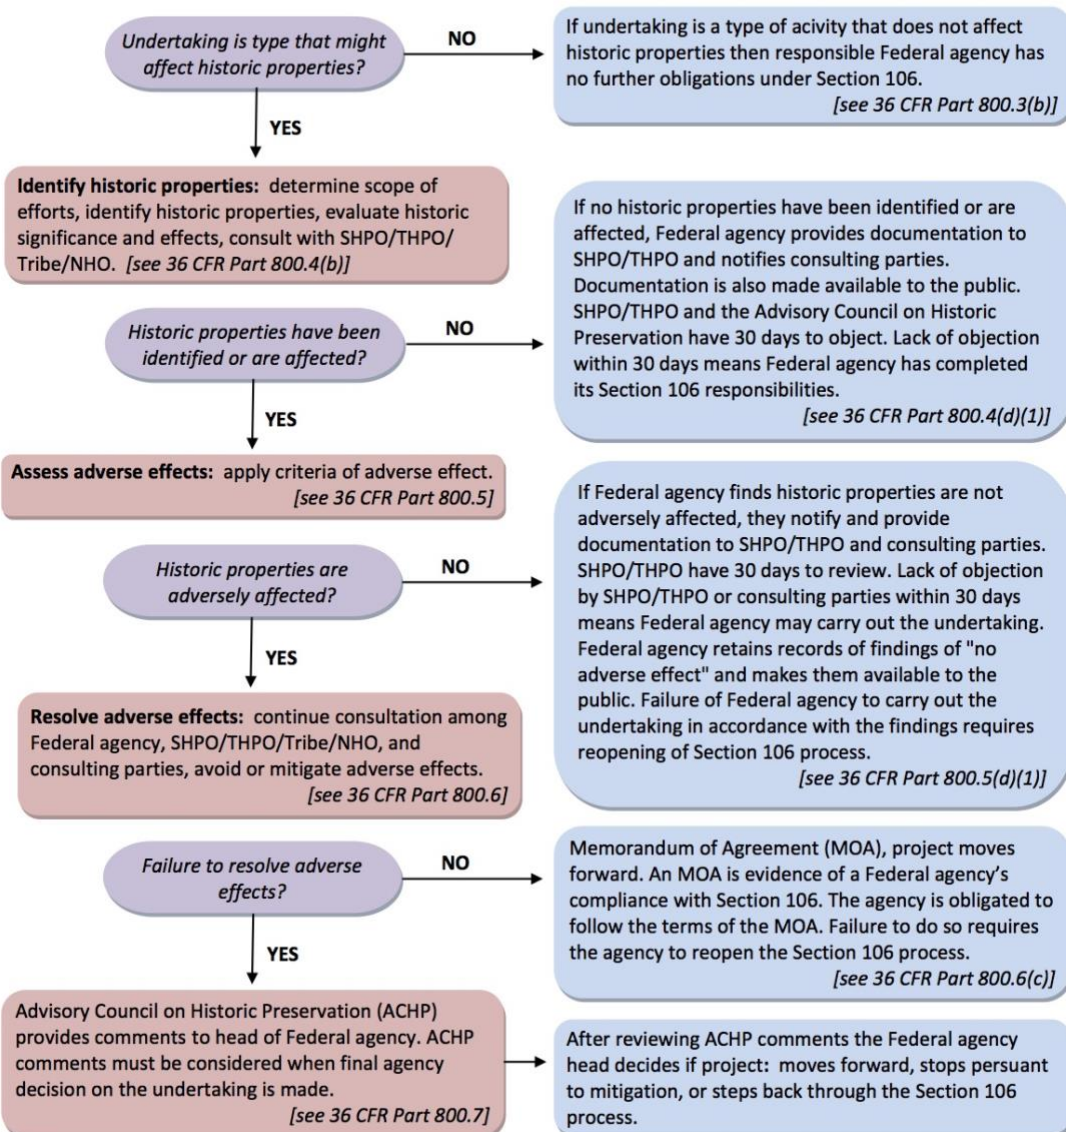 Undertaking is type that might
affect historic properties?
NO
If undertaking is a type of acivity that does not affect
historic properties then responsible Federal agency has
no further obligations under Section 106.
[see 36 CFR Part 800.3(b)]
YES
Identify historic properties: determine scope of
efforts, identify historic properties, evaluate historic
significance and effects, consult with SHPO/THPO/
Tribe/NHO. [see 36 CFR Part 800.4(b)]
Historic properties have been
identified or are affected?
NO
If no historic properties have been identified or are
affected, Federal agency provides documentation to
SHPO/THPO and notifies consulting parties.
Documentation is also made available to the public.
SHPO/THPO and the Advisory Council on Historic
Preservation have 30 days to object. Lack of objection
within 30 days means Federal agency has completed
its Section 106 responsibilities.
[see 36 CFR Part 800.4(d)(1)]
YES
Assess adverse effects: apply criteria of adverse effect.
[see 36 CFR Part 800.5]
Historic properties are
adversely affected?
NO
If Federal agency finds historic properties are not
adversely affected, they notify and provide
documentation to SHPO/THPO and consulting parties.
SHPO/THPO have 30 days to review. Lack of objection
by SHPO/THPO or consulting parties within 30 days
means Federal agency may carry out the undertaking.
Federal agency retains records of findings of "no
adverse effect" and makes them available to the
public. Failure of Federal agency to carry out the
undertaking in accordance with the findings requires
reopening of Section 106 process.
[see 36 CFR Part 800.5(d)(1)]
YES
Resolve adverse effects: continue consultation among
Federal agency, SHPO/THPO/Tribe/NHO, and
consulting parties, avoid or mitigate adverse effects.
[see 36 CFR Part 800.6]
Failure to resolve adverse
effects?
NO
Memorandum of Agreement (MOA), project moves
forward. An MOA is evidence of a Federal agency’s
compliance with Section 106. The agency is obligated to
follow the terms of the MOA. Failure to do so requires
the agency to reopen the Section 106 process.
[see 36 CFR Part 800.6(c)]
YES
Advisory Council on Historic Preservation (ACHP)
provides comments to head of Federal agency. ACHP
comments must be considered when final agency
decision on the undertaking is made.
[see 36 CFR Part 800.7]
After reviewing ACHP comments the Federal agency
head decides if project: moves forward, stops pursuant
to mitigation, or steps back through the Section 106
process.